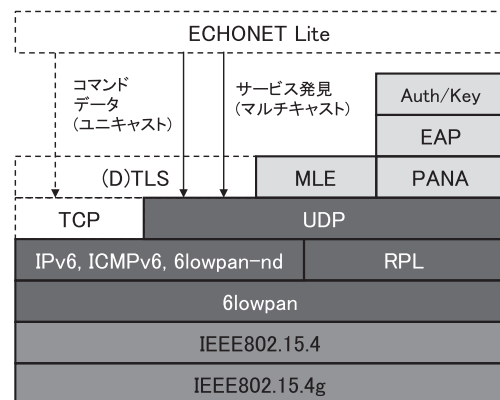 ECHONET Lite
コマンド
データ
(ユニキャスト)
サービス発見
(マルチキャスト)
Auth/Key
EAP
(D)TLS
MLE
PANA
TCP
UDP
IPv6, ICMPv6, 6lowpan-nd
RPL
6lowpan
IEEE802.15.4
IEEE802.15.4g